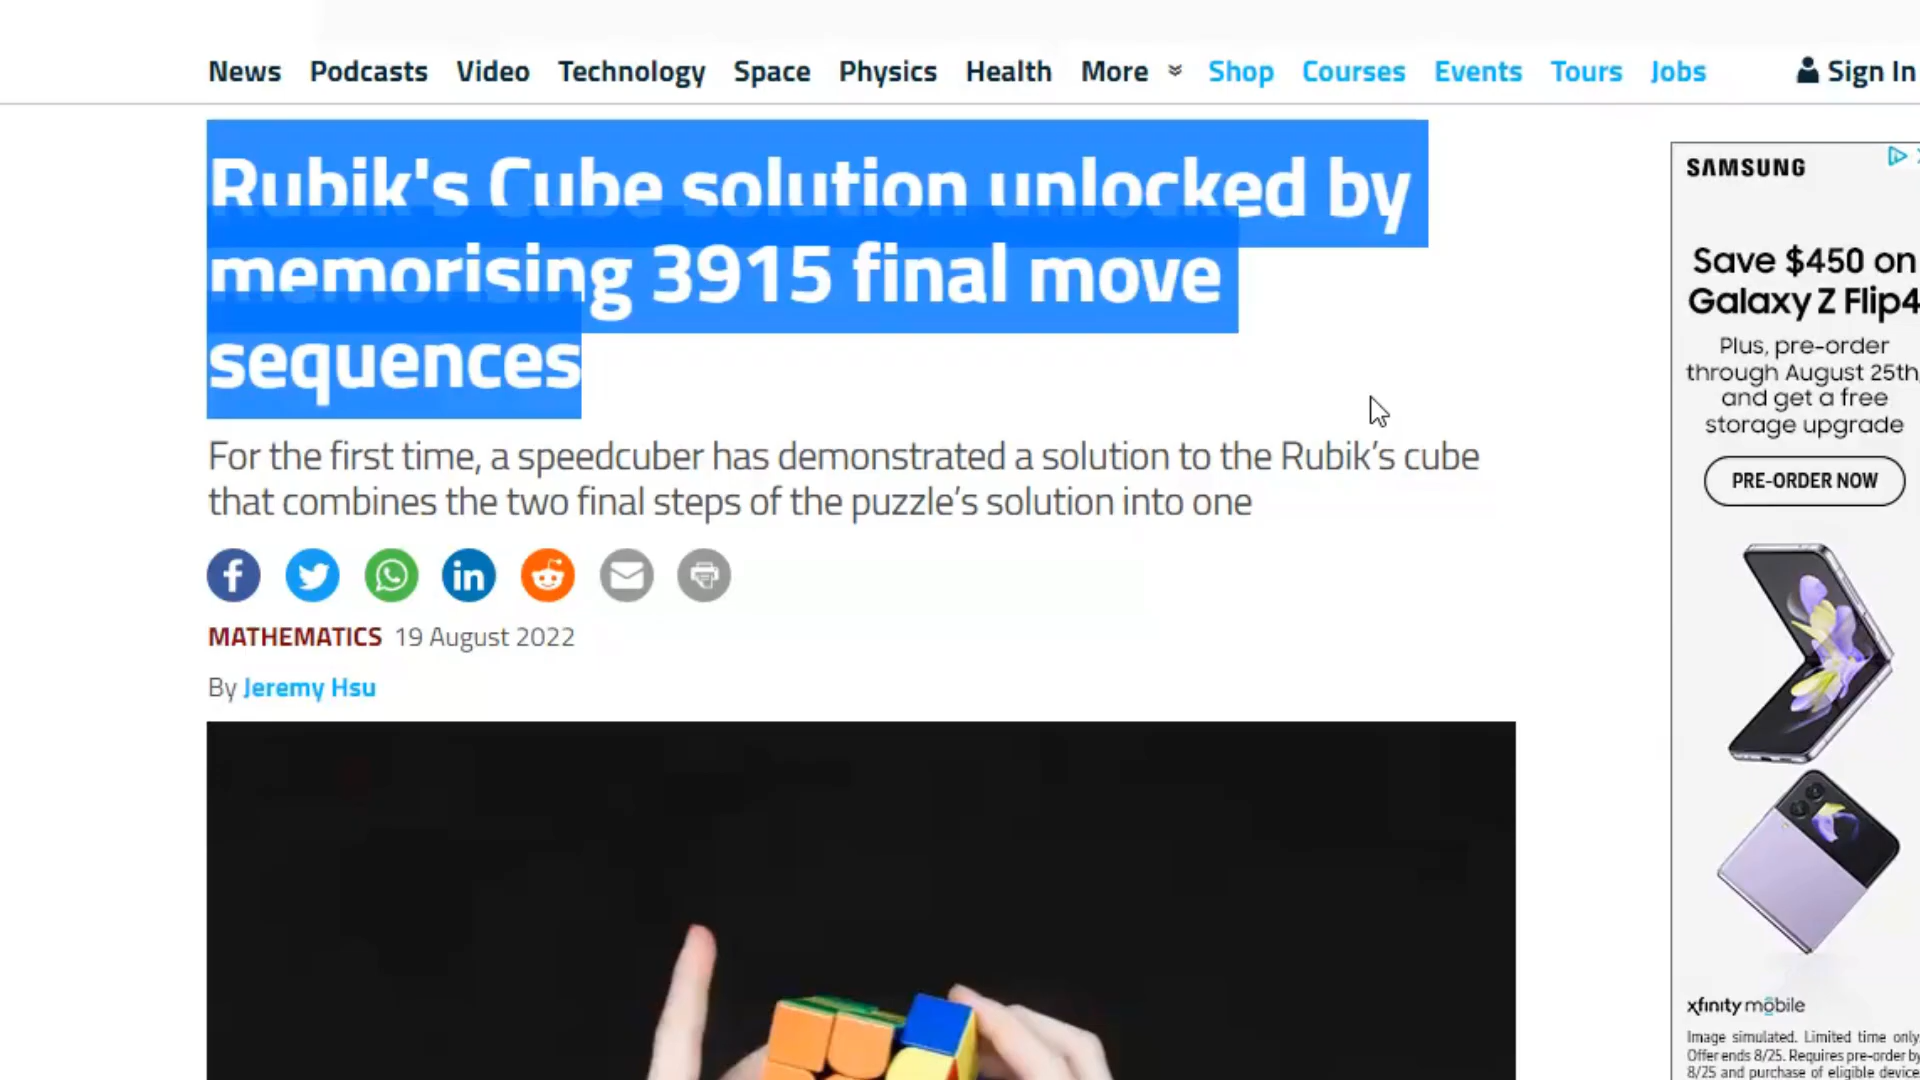 News Podcasts Video Technology Space Physics Health More Shop Courses Events Tours Jobs Sign In
Rubik's Cube solution unlocked by
memorising 3915 final move
sequences
For the first time, a speedcuber has demonstrated a solution to the Rubik’s cube
that combines the two final steps of the puzzle’s solution into one
MATHEMATICS 19 August 2022
By Jeremy Hsu
SAMSUNG
Save $450 on
Galaxy Z Flip4
Plus, pre-order
through August 25th,
and get a free
storage upgrade
PRE-ORDER NOW
xfinity mobile
Image simulated. Limited time only.
Offer ends 8/25. Requires pre-order by
8/25 and purchase of eligible device